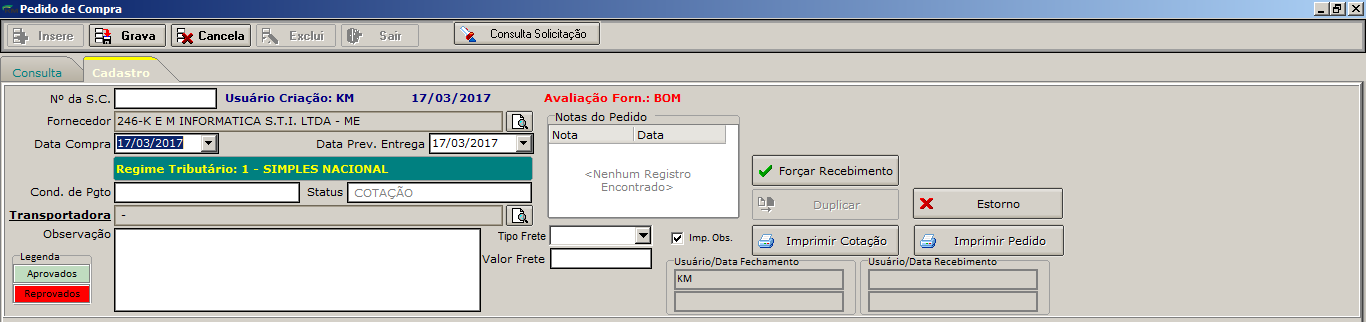 Pedido de Compra
Insere Grava Cancela Exclui Sair Consulta Solicitação
Consulta Cadastro
Nº da S.C. Usuário Criação: KM 17/03/2017 Avaliação Forn.: BOM
Fornecedor 246-K E M INFORMATICA S.T.I. LTDA - ME
Data Compra 17/03/2017 Data Prev. Entrega 17/03/2017
Regime Tributário: 1 - SIMPLES NACIONAL
Cond. de Pgto Status COTAÇÃO
Transportadora -
Observação
Legenda
Aprovados
Reprovados
Notas do Pedido
Nota Data
<Nenhum Registro
Encontrado>
Tipo Frete
Valor Frete
Imp. Obs.
Forçar Recebimento
Duplicar Estorno
Imprimir Cotação Imprimir Pedido
Usuário/Data Fechamento Usuário/Data Recebimento
KM